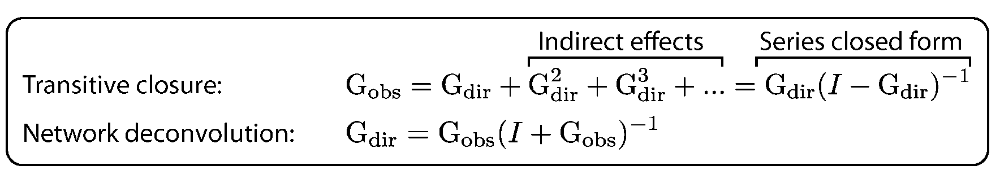 Indirect effects Series closed form
Transitive closure: G_obs = G_dir + G_dir^2 + G_dir^3 + ... = G_dir(I − G_dir)^−1
Network deconvolution: G_dir = G_obs(I + G_obs)^−1